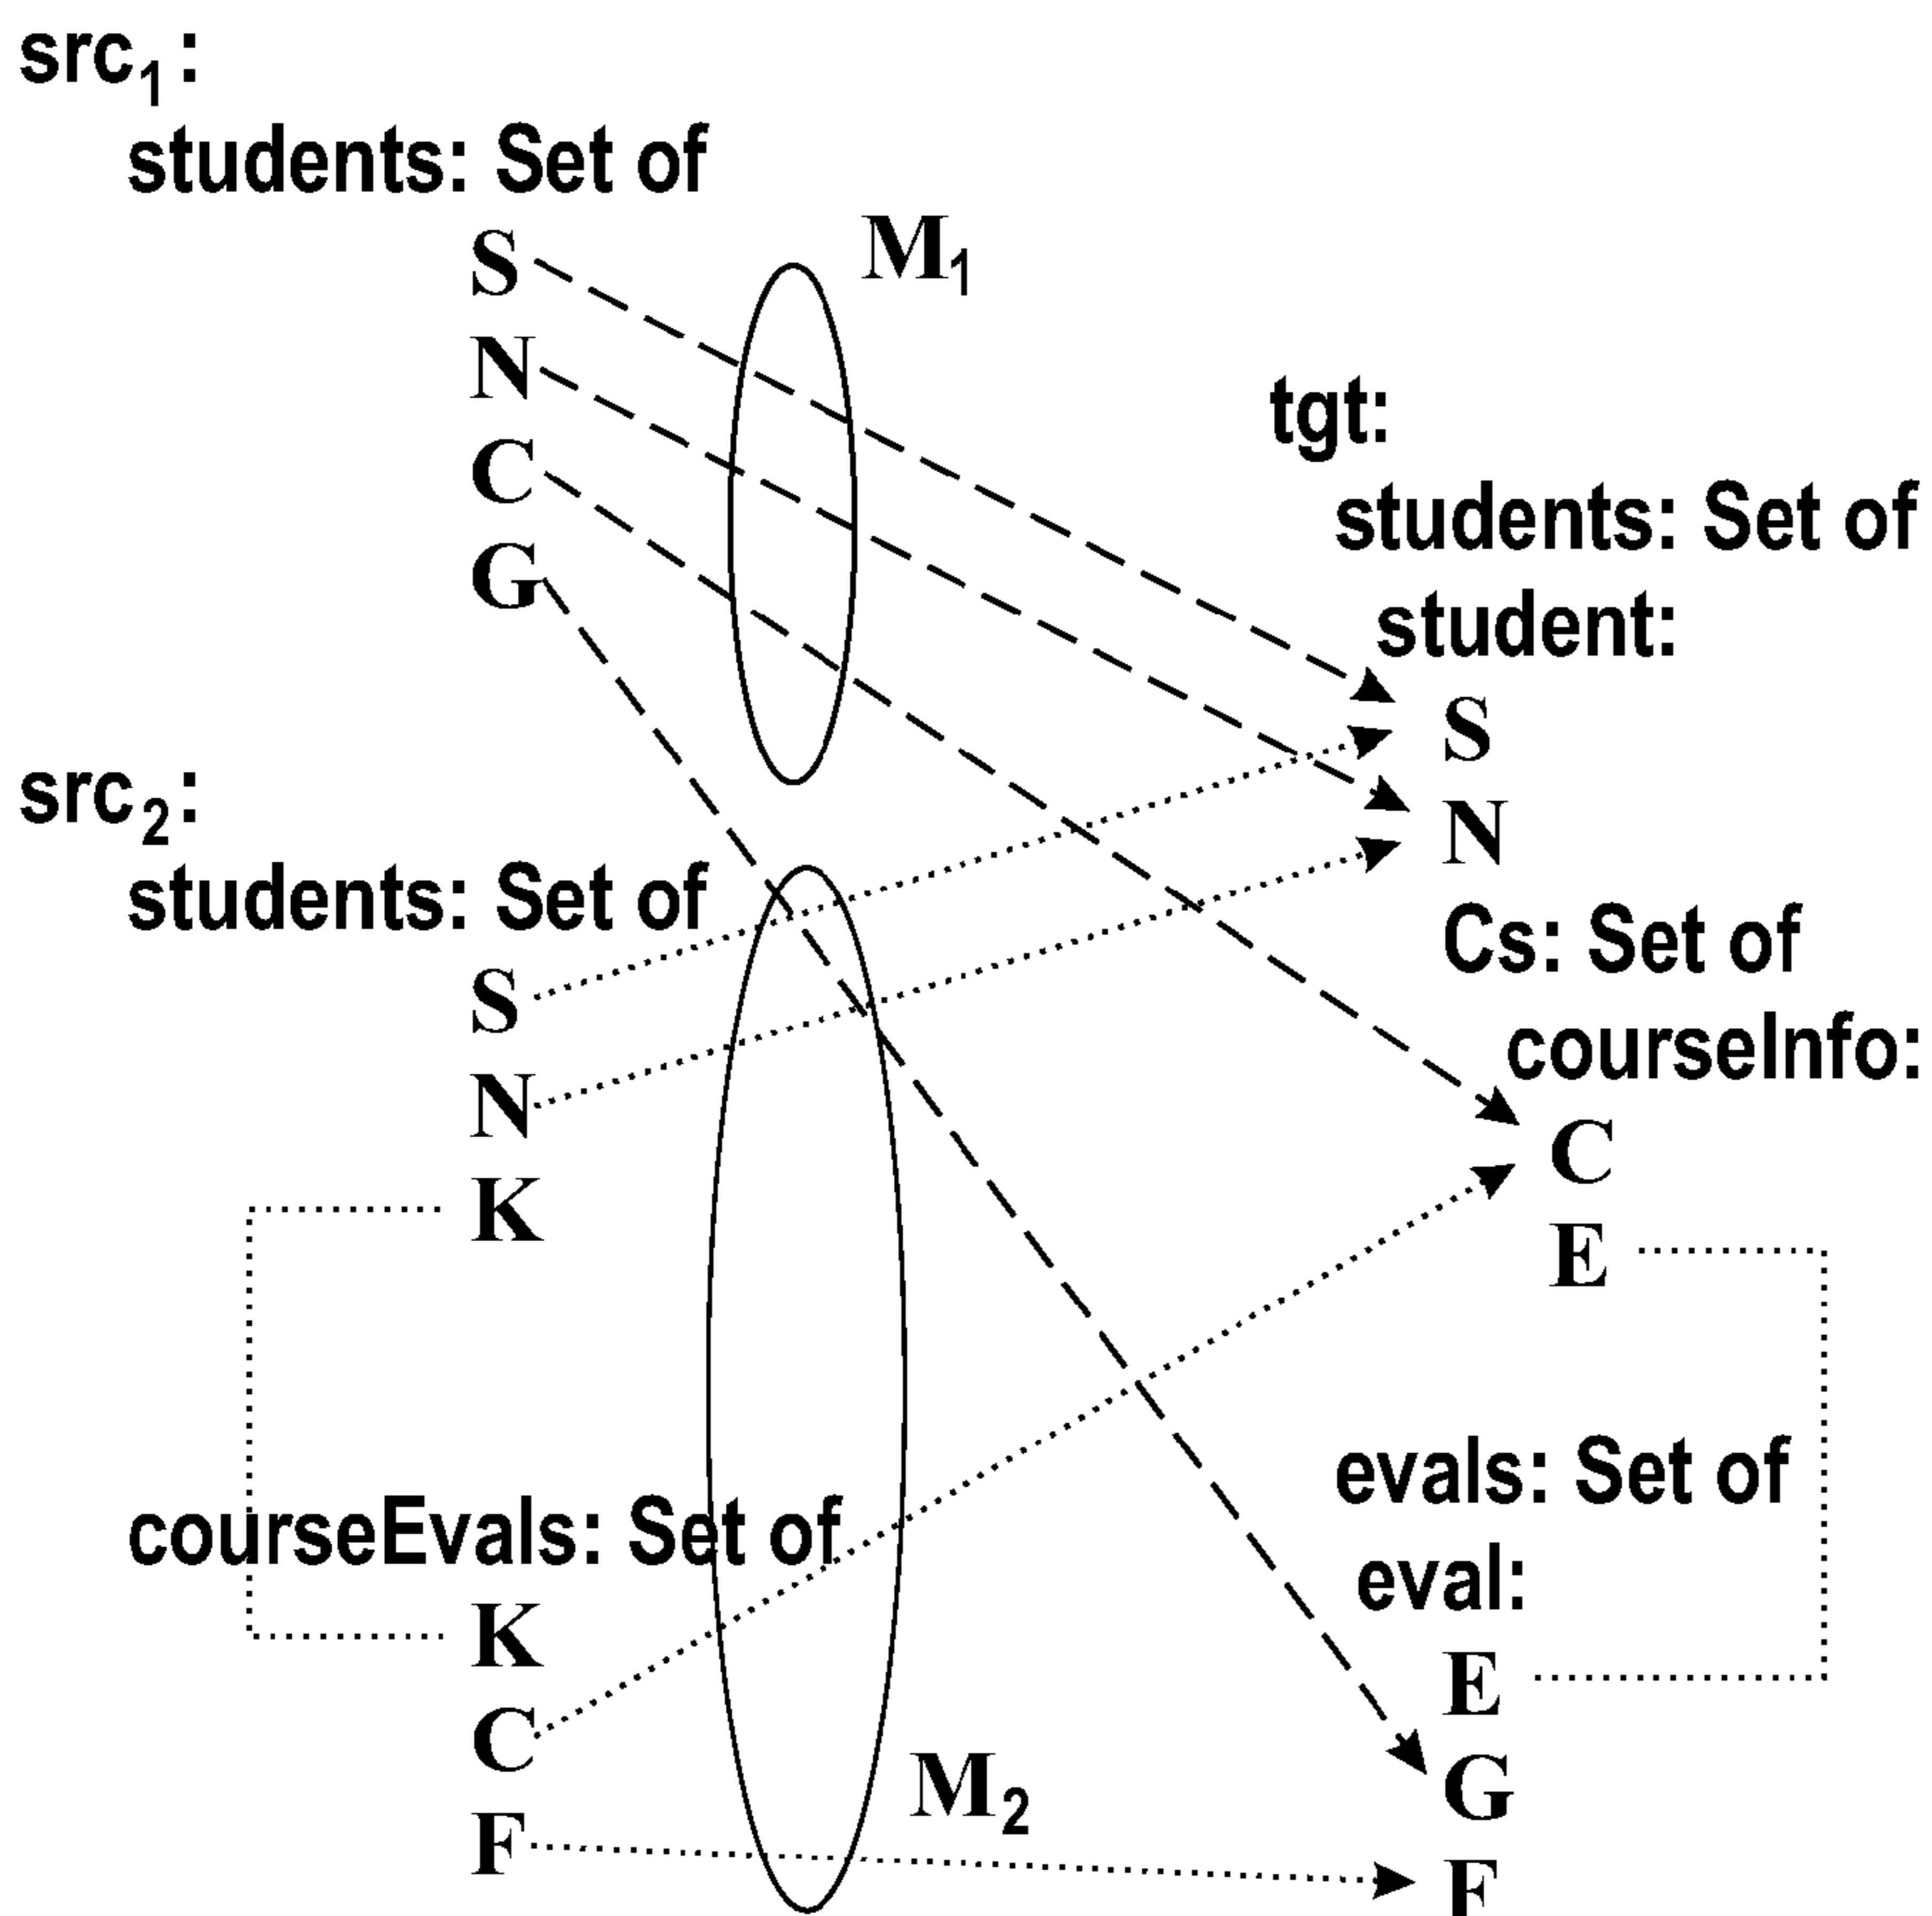 src1:
students: Set of
S
N
C
G
M1
src2:
students: Set of
S
N
K
courseEvals: Set of
K
C
F
M2
tgt:
students: Set of
student:
S
N
Cs: Set of
courseInfo:
C
E
evals: Set of
eval:
E
G
F